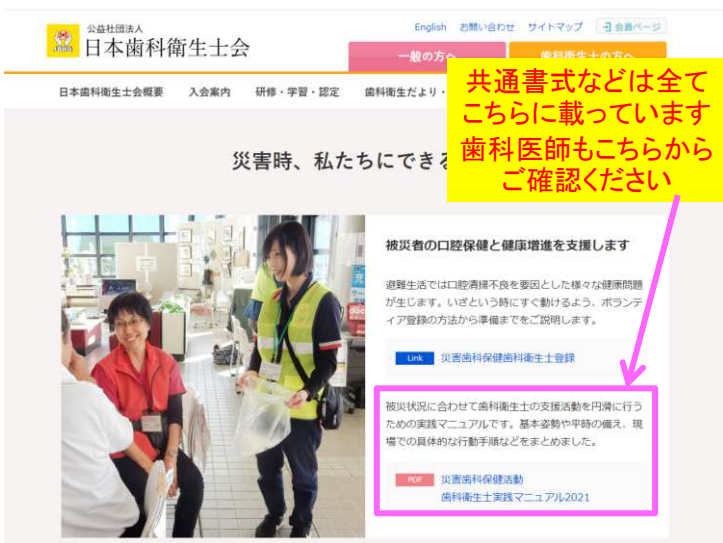 公益社団法人
日本歯科衛生士会
English お問い合わせ サイトマップ 会員ページ
一般の方へ
歯科衛生士の方へ
日本歯科衛生士会概要 入会案内 研修・学習・認定 歯科衛生だより・
共通書式などは全て
こちらに載っています
歯科医師もこちらから
ご確認ください
災害時、私たちにできる
被災者の口腔保健と健康増進を支援します
避難生活では口腔清掃不良を要因とした様々な健康問題
が生じます。いざという時にすぐ動けるよう、ボランテ
ィア登録の方法から準備までをご説明します。
Link 災害歯科保健歯科衛生士登録
被災状況に合わせて歯科衛生士の支援活動を円滑に行う
ための実践マニュアルです。基本姿勢や平時の備え、現
場での具体的な行動手順などをまとめました。
PDF 災害歯科保健活動
歯科衛生士実践マニュアル2021